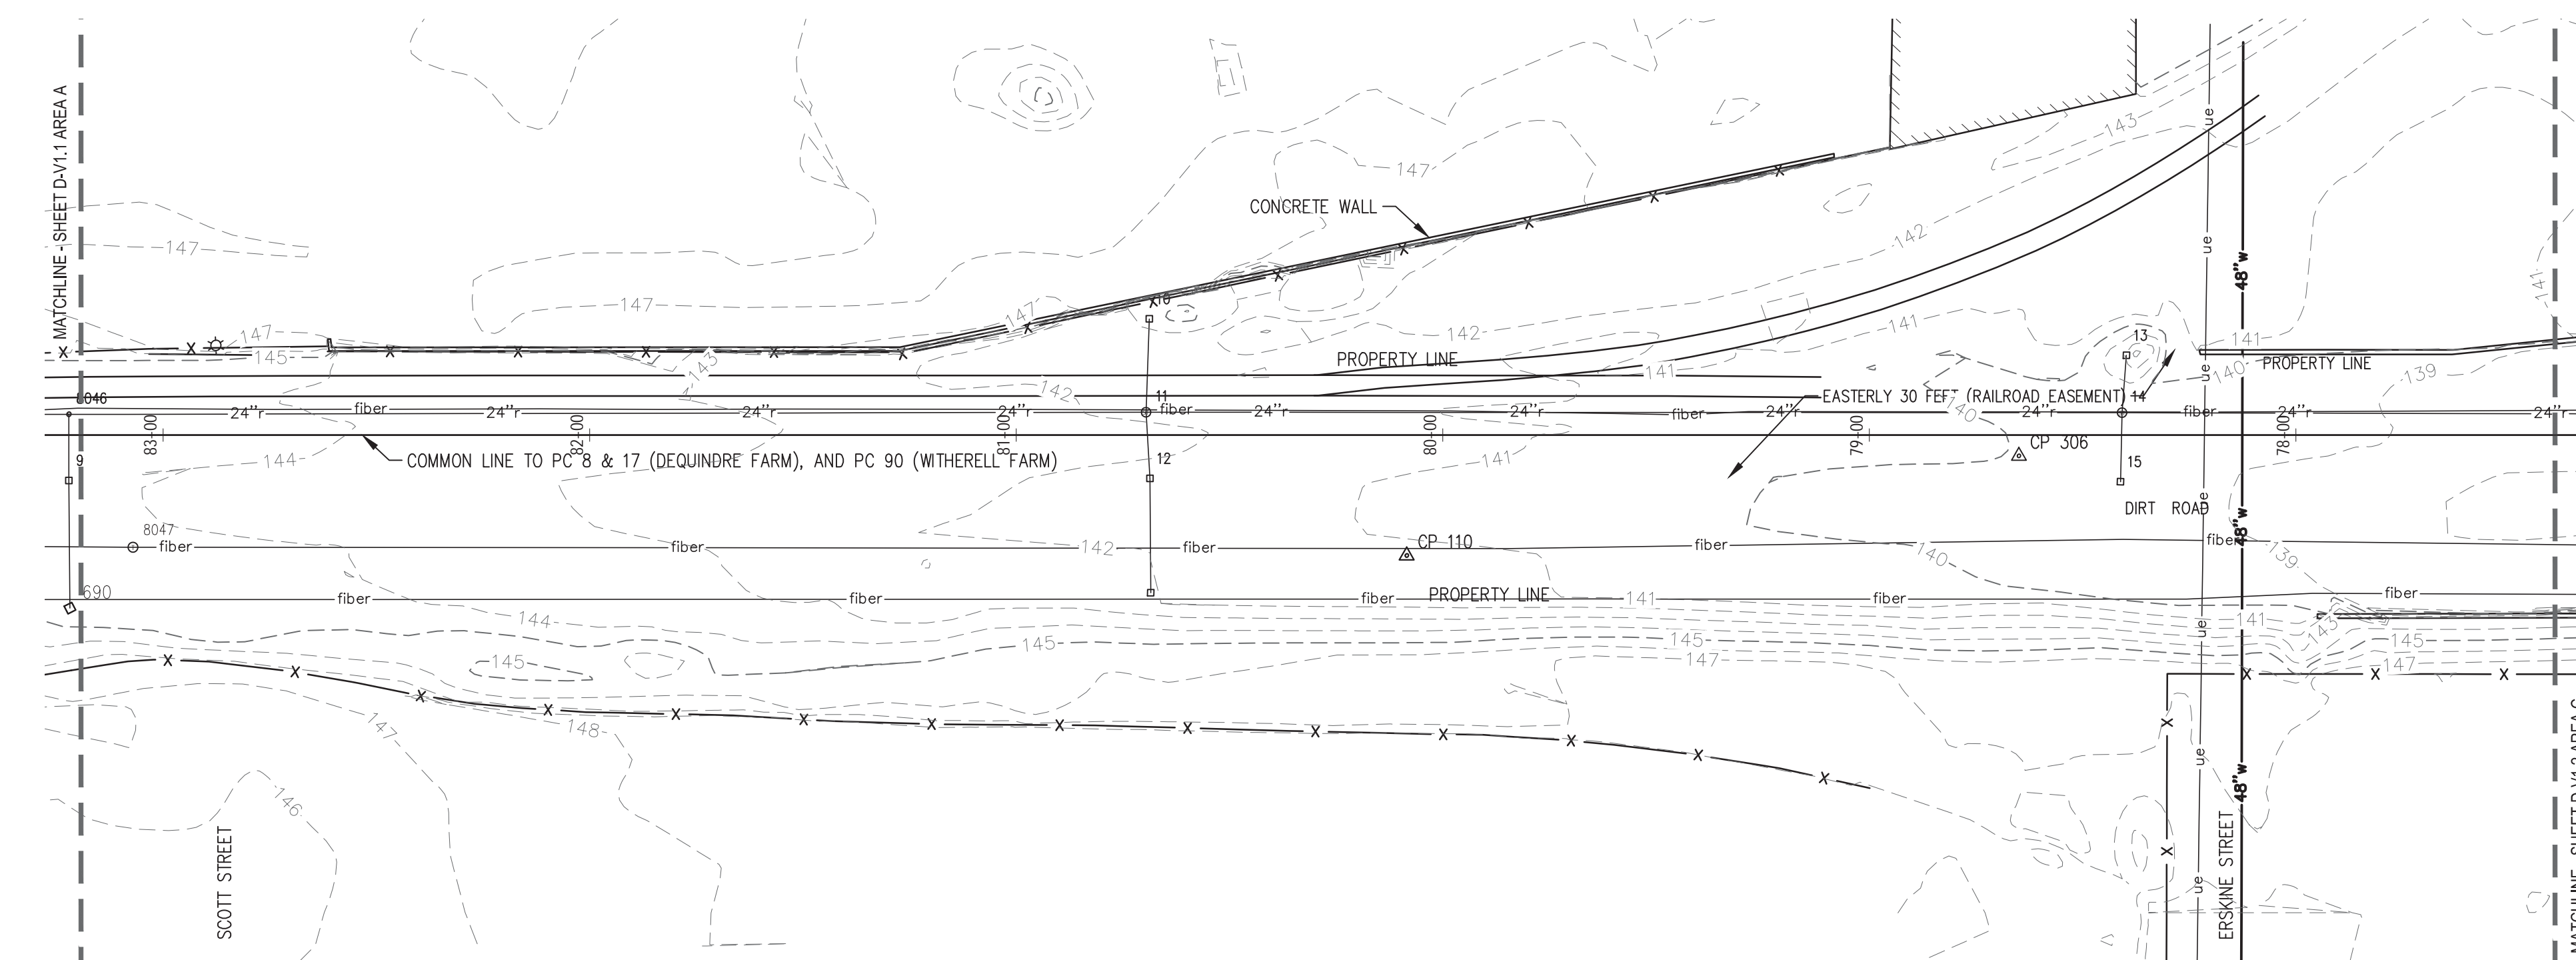 MATCHLINE - SHEET D-V1.1 AREA A
143
147
CONCRETE WALL
142
147
48"w
ue
ue
141
147
147
10
147
145
143
142
141
13
141
PROPERTY LINE
PROPERTY LINE
141
140
139
ue
142
11
EASTERLY 30 FEET (RAILROAD EASEMENT)
14
8046
24"r
fiber
24"r
24"r
24"r
fiber
24"r
24"r
fiber
24"r
140
24"r
fiber
24"r
83+00
82+00
81+00
80+00
79+00
78+00
CP 306
9
144
COMMON LINE TO PC 8 & 17 (DEQUINDRE FARM), AND PC 90 (WITHERELL FARM)
12
141
15
DIRT ROAD
ue
48"w
8047
fiber
fiber
142
fiber
CP 110
fiber
140
fiber
139
690
fiber
fiber
fiber
PROPERTY LINE
141
fiber
fiber
144
141
143
ue
145
145
145
145
147
147
147
148
ue
48"w
146
SCOTT STREET
ERSKINE STREET
ue